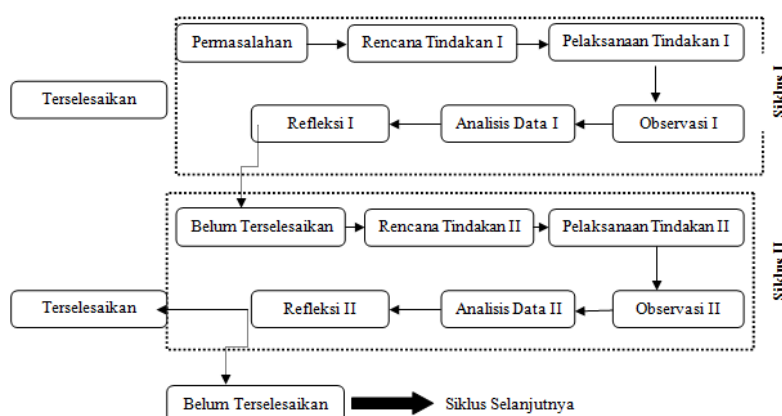 Permasalahan
Rencana Tindakan I
Pelaksanaan Tindakan I
Siklus I
Terselesaikan
Refleksi I
Analisis Data I
Observasi I
Belum Terselesaikan
Rencana Tindakan II
Pelaksanaan Tindakan II
Siklus II
Terselesaikan
Refleksi II
Analisis Data II
Observasi II
Belum Terselesaikan
Siklus Selanjutnya